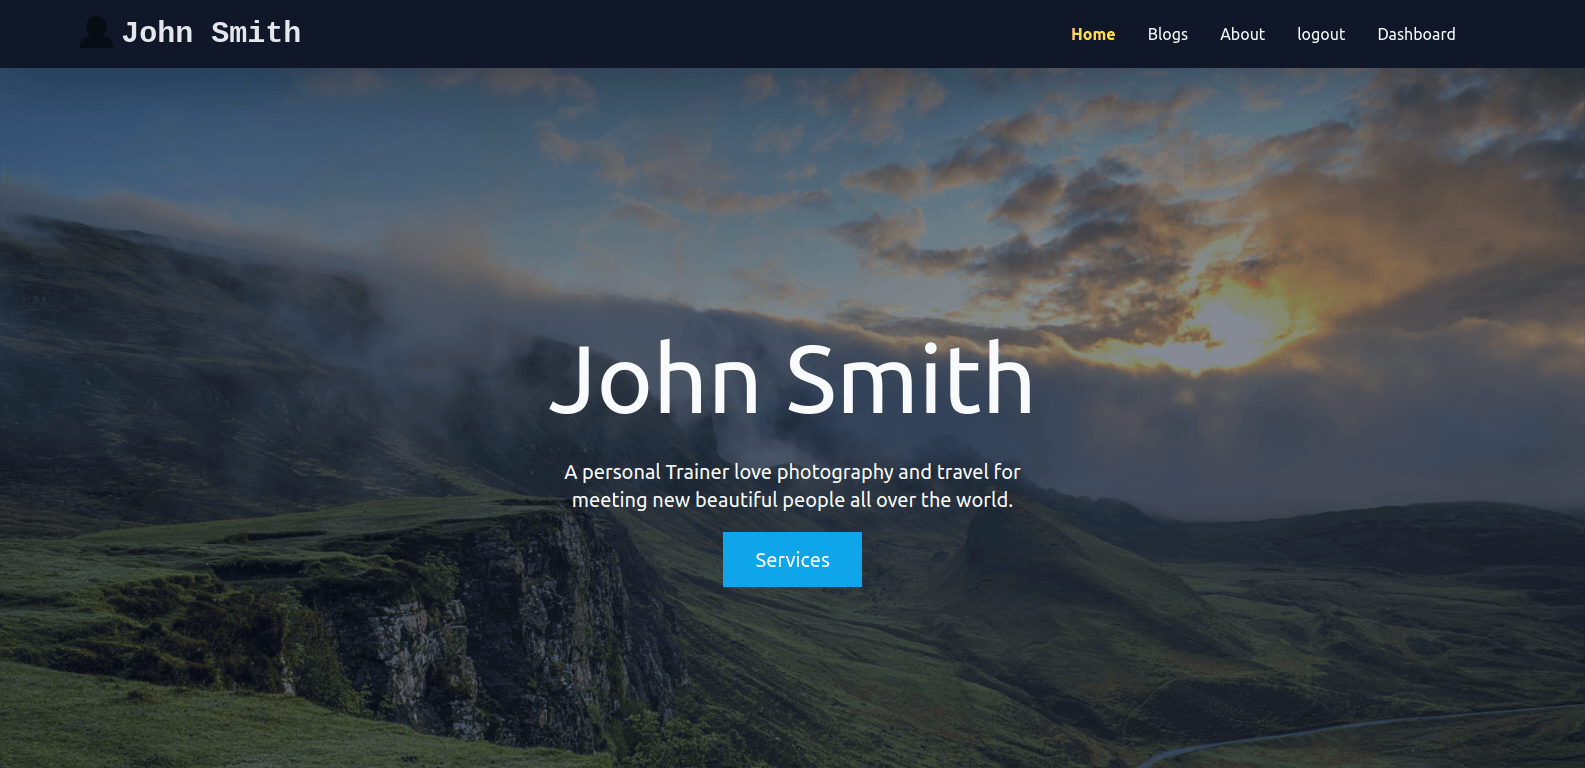 John Smith
Home Blogs About logout Dashboard
John Smith
A personal Trainer love photography and travel for
meeting new beautiful people all over the world.
Services